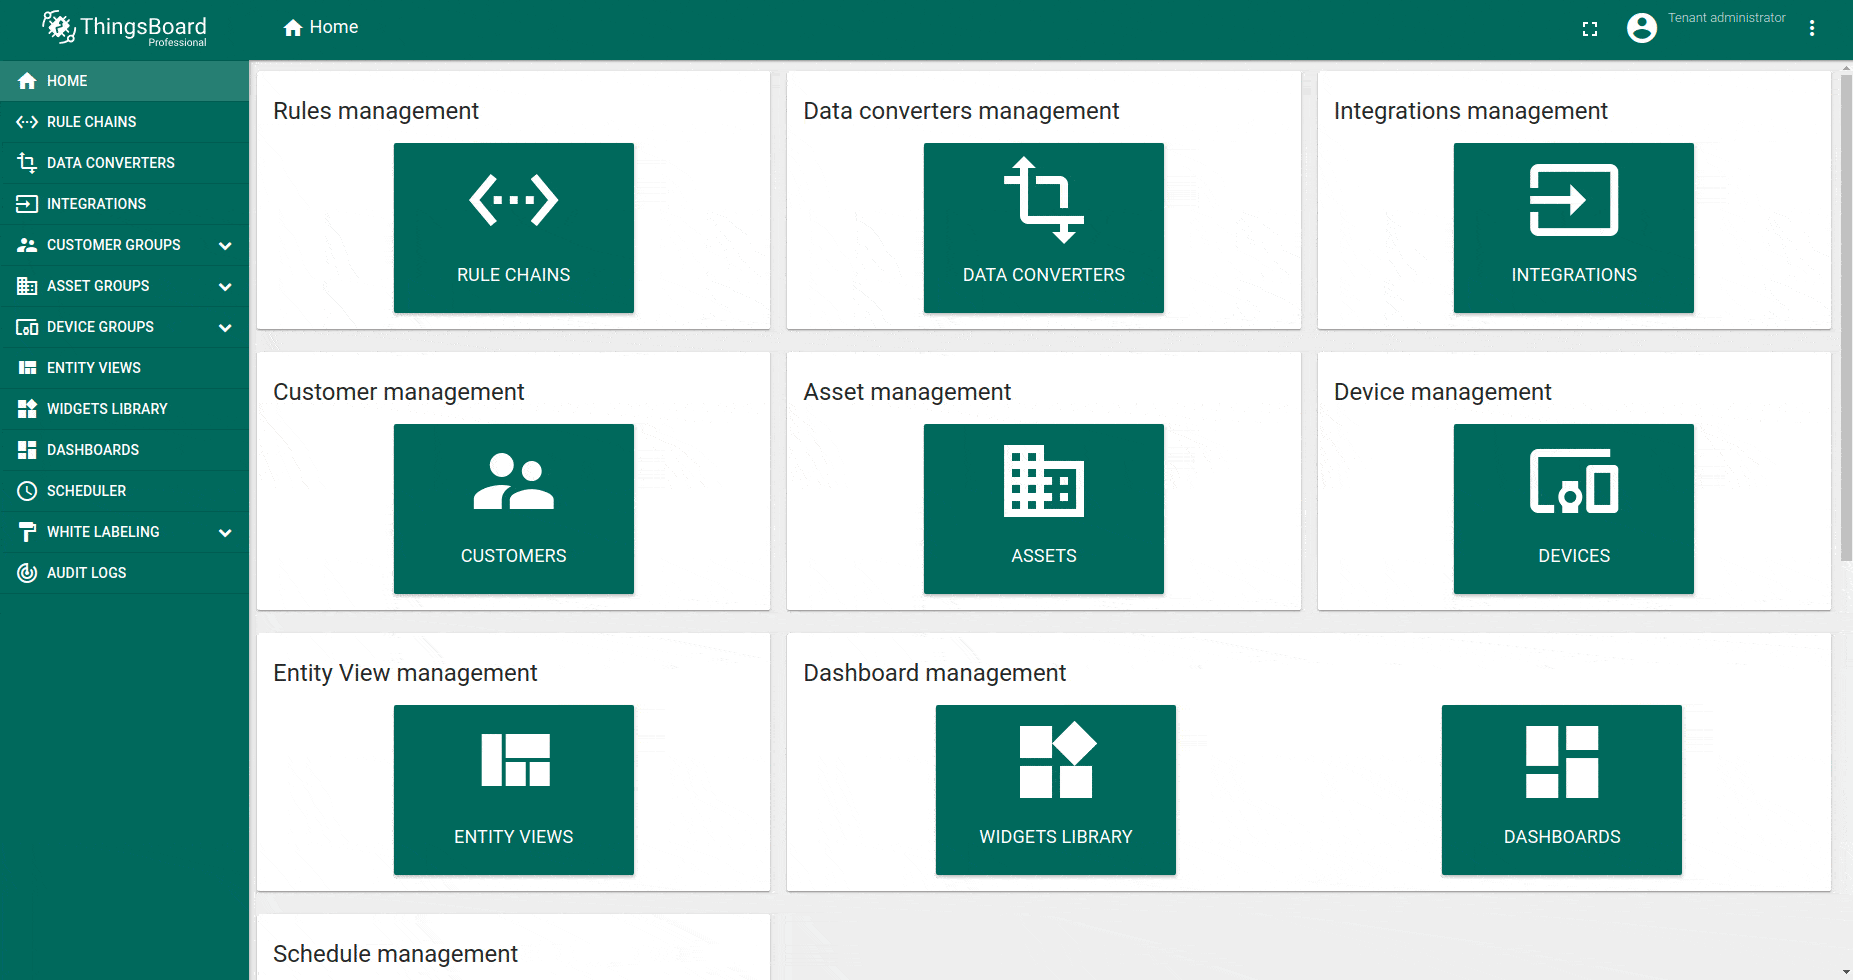 ThingsBoard
Professional
Home
Tenant administrator
HOME
RULE CHAINS
DATA CONVERTERS
INTEGRATIONS
CUSTOMER GROUPS
ASSET GROUPS
DEVICE GROUPS
ENTITY VIEWS
WIDGETS LIBRARY
DASHBOARDS
SCHEDULER
WHITE LABELING
AUDIT LOGS
Rules management
RULE CHAINS
Data converters management
DATA CONVERTERS
Integrations management
INTEGRATIONS
Customer management
CUSTOMERS
Asset management
ASSETS
Device management
DEVICES
Entity View management
ENTITY VIEWS
Dashboard management
WIDGETS LIBRARY
DASHBOARDS
Schedule management